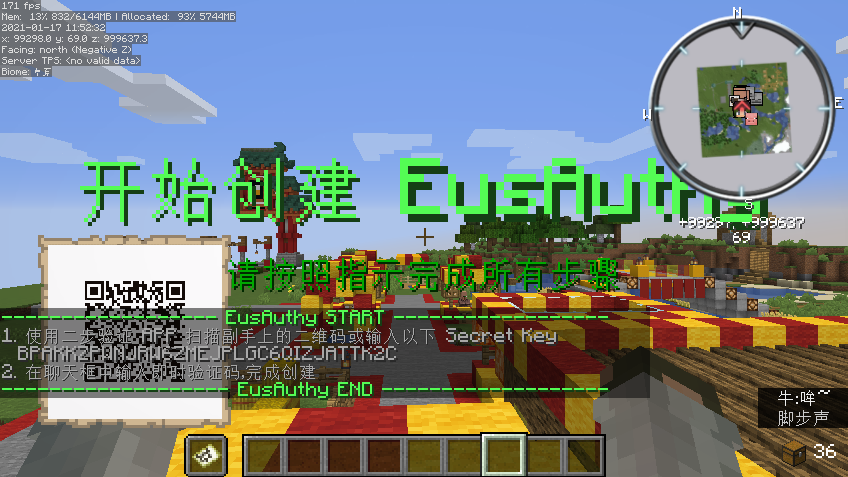 171 fps
Mem: 13% 832/6144MB | Allocated: 93% 5744MB
2021-01-17 11:52:32
x: 99298.0 y: 69.0 z: 999637.3
Facing: north (Negative Z)
Server TPS: <no valid data>
Biome:
N
W
E
S
69
开始创建 EusAuthy
请按照指示完成所有步骤
EusAuthy START
1. 使用二步验证 APP 扫描副手上的二维码或输入以下 Secret Key
2. 在聊天框中输入即时验证码,完成创建
EusAuthy END
牛:哞~
脚步声
36